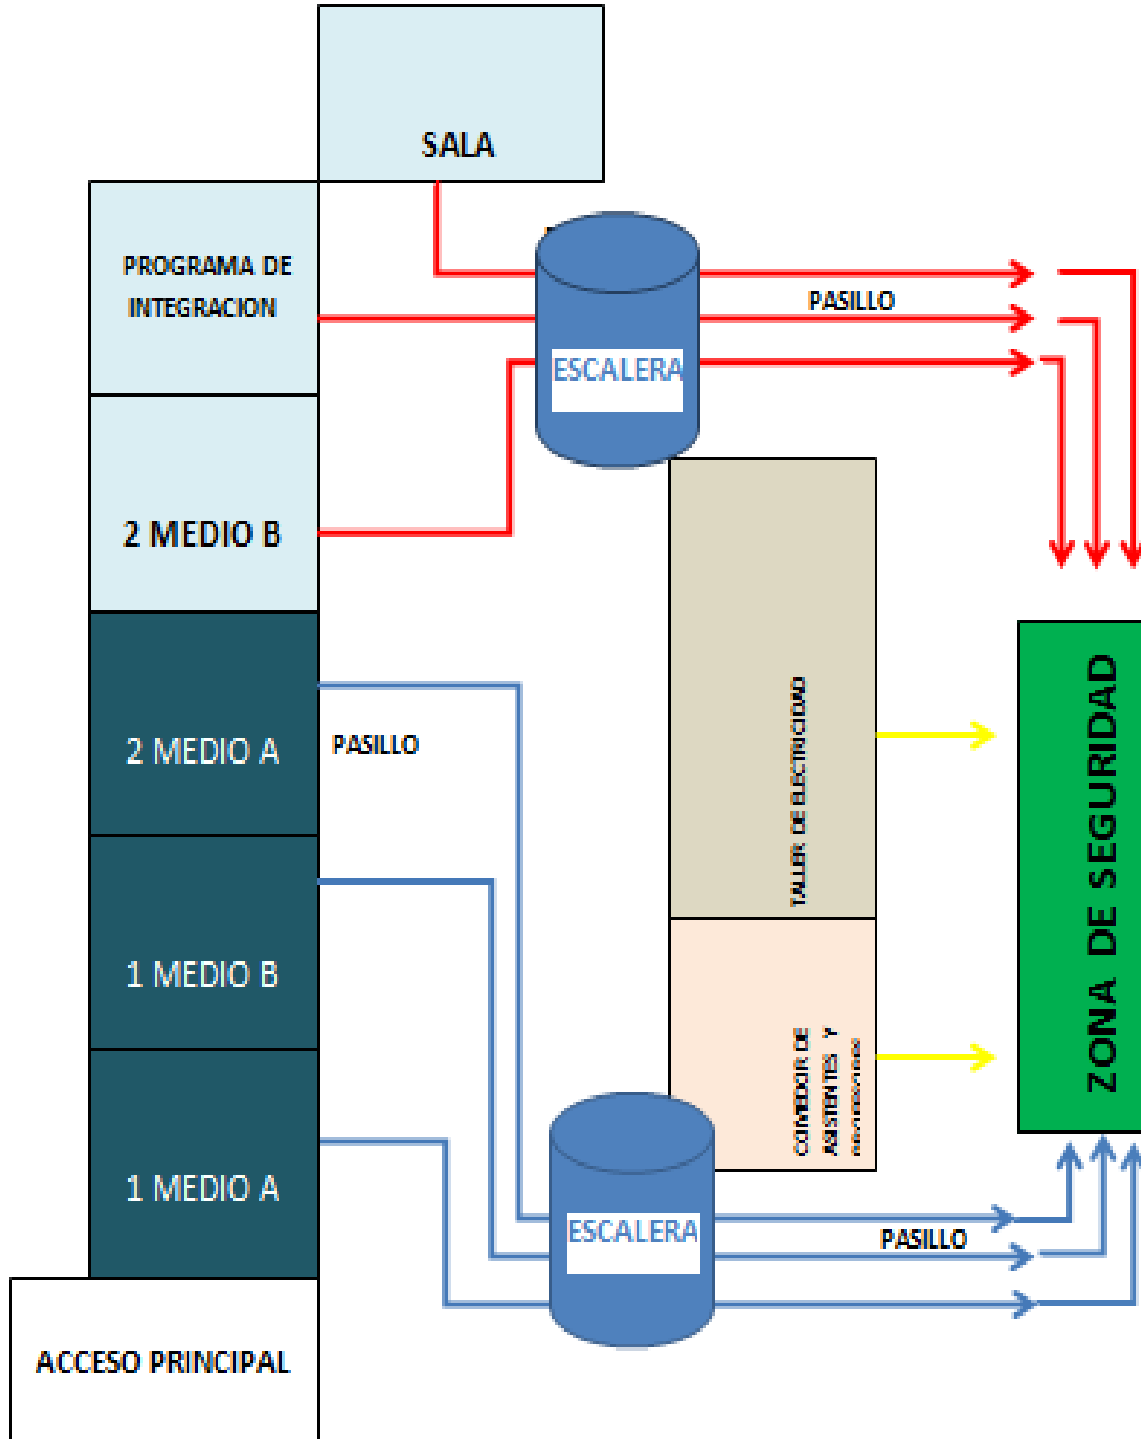 SALA
PROGRAMA DE
INTEGRACION
ESCALERA
PASILLO
2 MEDIO B
2 MEDIO A
PASILLO
TALLER DE ELECTRICIDAD
ZONA DE SEGURIDAD
1 MEDIO B
COMEDOR DE
ASISTENTES Y
1 MEDIO A
ESCALERA
PASILLO
ACCESO PRINCIPAL